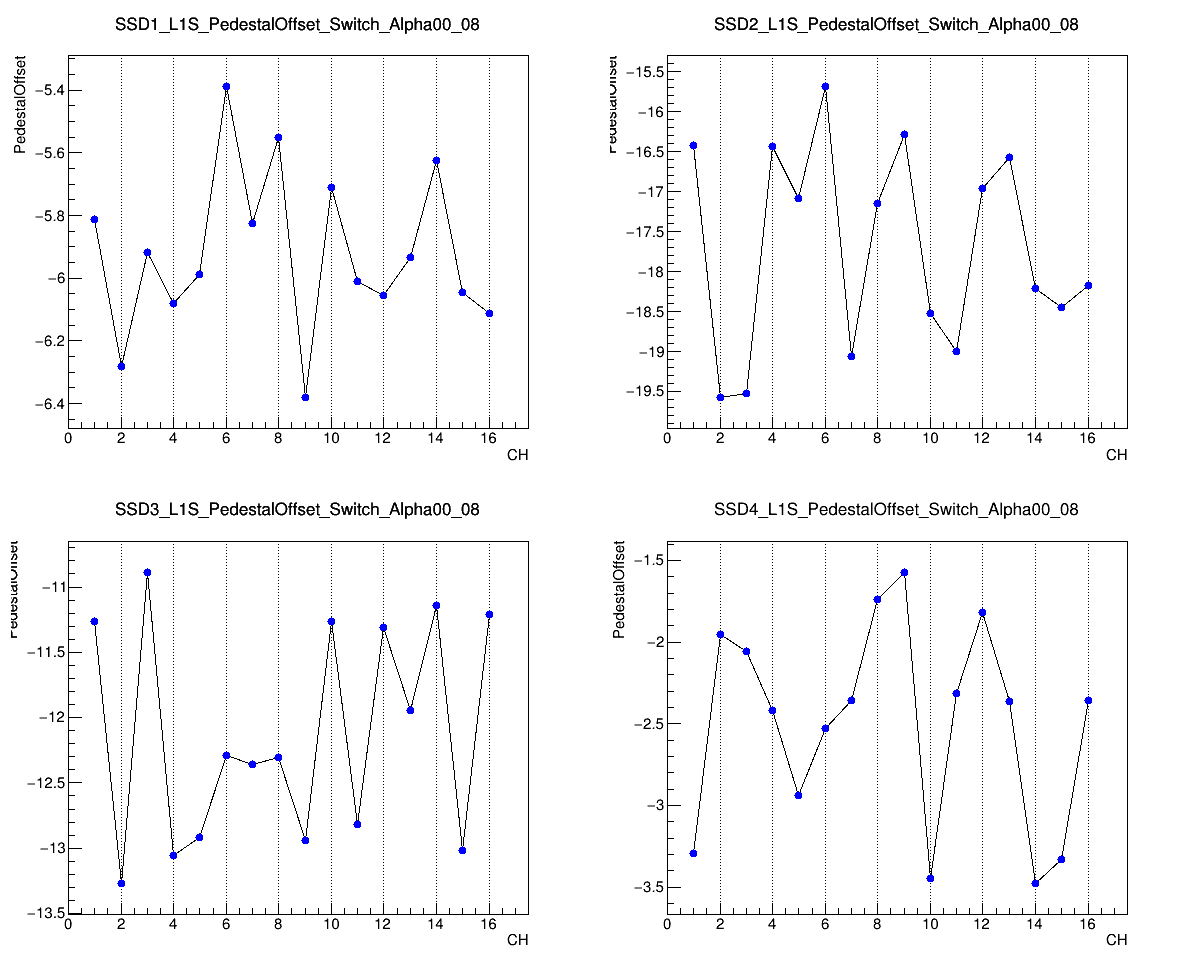 SSD1_L1S_PedestalOffset_Switch_Alpha00_08
PedestalOffset
−5.4
−5.6
−5.8
−6
−6.2
−6.4
0 2 4 6 8 10 12 14 16
CH
SSD2_L1S_PedestalOffset_Switch_Alpha00_08
PedestalOffset
−15.5
−16
−16.5
−17
−17.5
−18
−18.5
−19
−19.5
0 2 4 6 8 10 12 14 16
CH
SSD3_L1S_PedestalOffset_Switch_Alpha00_08
PedestalOffset
−11
−11.5
−12
−12.5
−13
−13.5
0 2 4 6 8 10 12 14 16
CH
SSD4_L1S_PedestalOffset_Switch_Alpha00_08
PedestalOffset
−1.5
−2
−2.5
−3
−3.5
0 2 4 6 8 10 12 14 16
CH